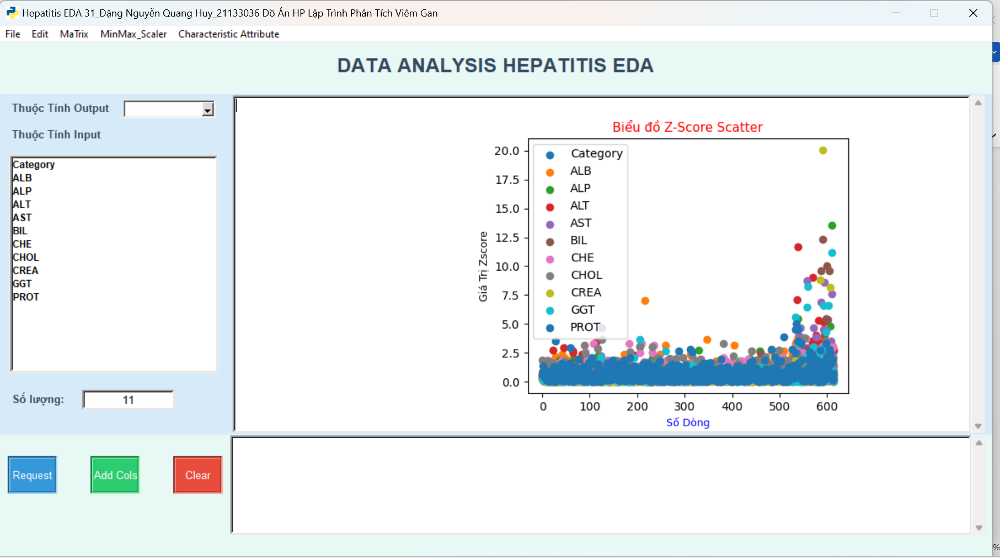 Hepatitis EDA 31_Đặng Nguyễn Quang Huy_21133036 Đồ Án HP Lập Trình Phân Tích Viêm Gan
File Edit MaTrix MinMax_Scaler Characteristic Attribute
DATA ANALYSIS HEPATITIS EDA
Thuộc Tính Output
Thuộc Tính Input
Category
ALB
ALP
ALT
AST
BIL
CHE
CHOL
CREA
GGT
PROT
Số lượng: 11
Request Add Cols Clear
Biểu đồ Z-Score Scatter
Giá Trị Zscore
20.0
17.5
15.0
12.5
10.0
7.5
5.0
2.5
0.0
Category
ALB
ALP
ALT
AST
BIL
CHE
CHOL
CREA
GGT
PROT
0 100 200 300 400 500 600
Số Dòng
%